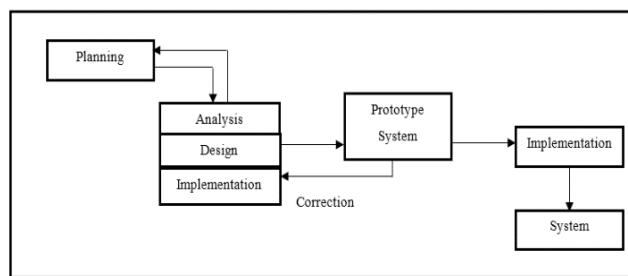 Planning
Analysis
Design
Implementation
Prototype
System
Correction
Implementation
System